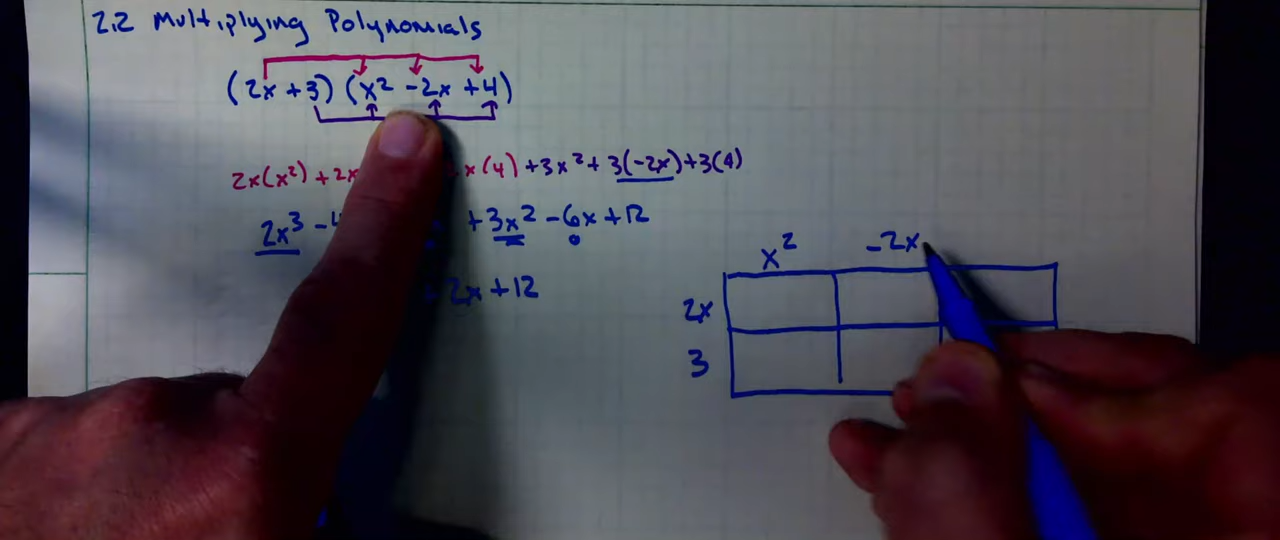 2.2 Multiplying Polynomials
(2x + 3) (x² - 2x + 4)
2x(x²) + 2x x(4) + 3x² + 3(-2x) + 3(4)
2x³ - + 3x² - 6x + 12
2x + 12
x² -2x
2x
3